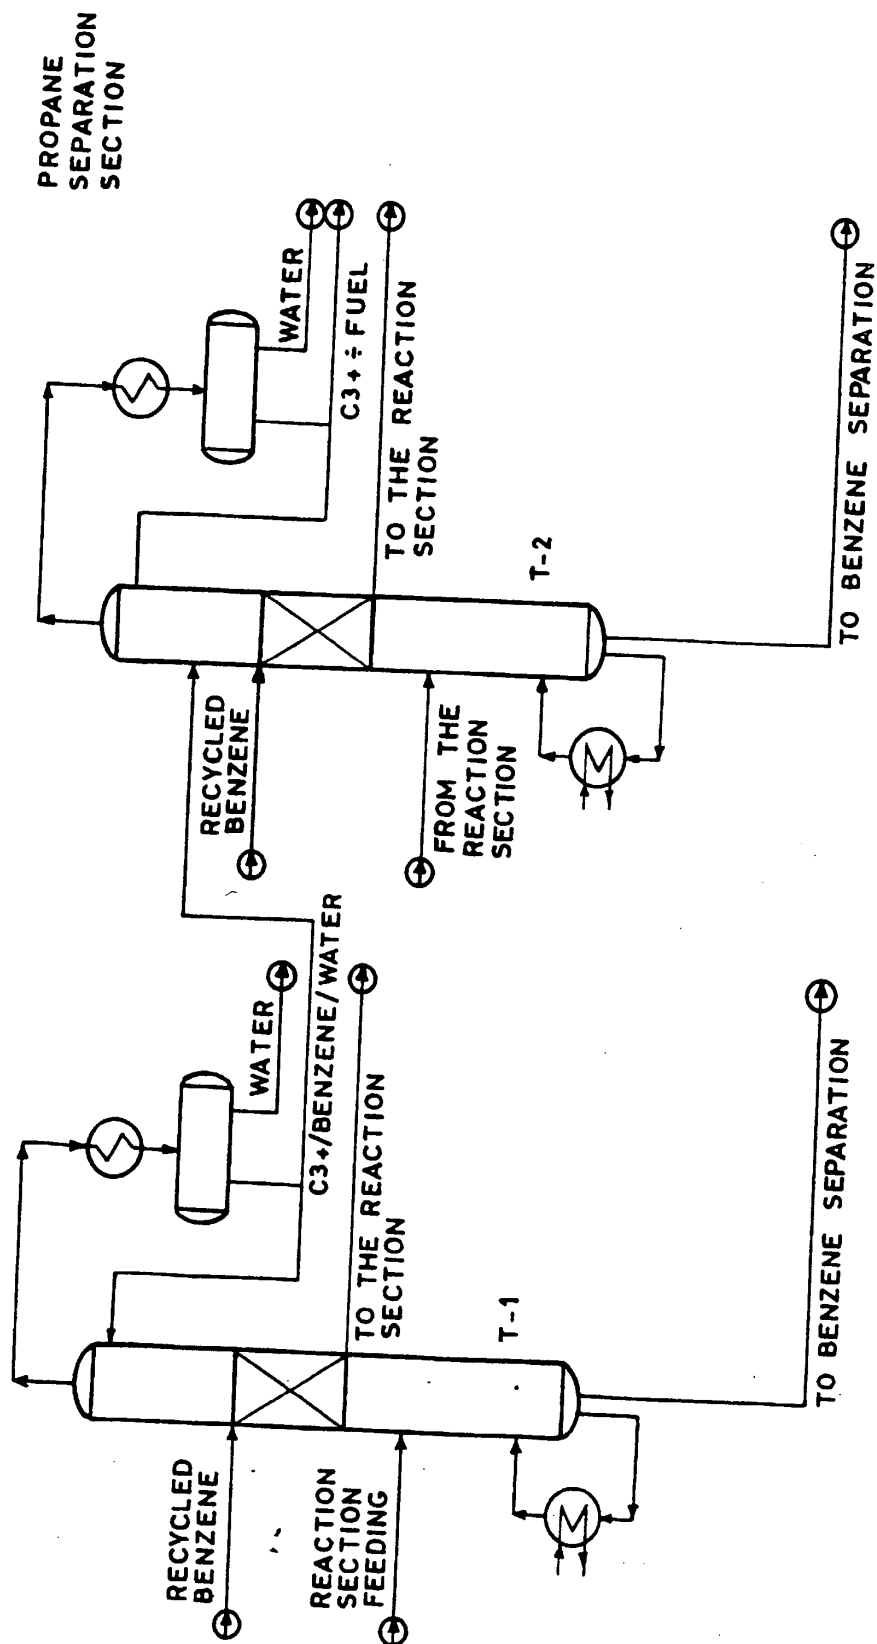 PROPANE
SEPARATION
SECTION
WATER
C3+÷FUEL
TO THE REACTION
SECTION
T-2
TO BENZENE SEPARATION
RECYCLED
BENZENE
FROM THE
REACTION
SECTION
WATER
C3+/BENZENE/WATER
TO THE REACTION
SECTION
T-1
TO BENZENE SEPARATION
RECYCLED
BENZENE
REACTION
SECTION
FEEDING